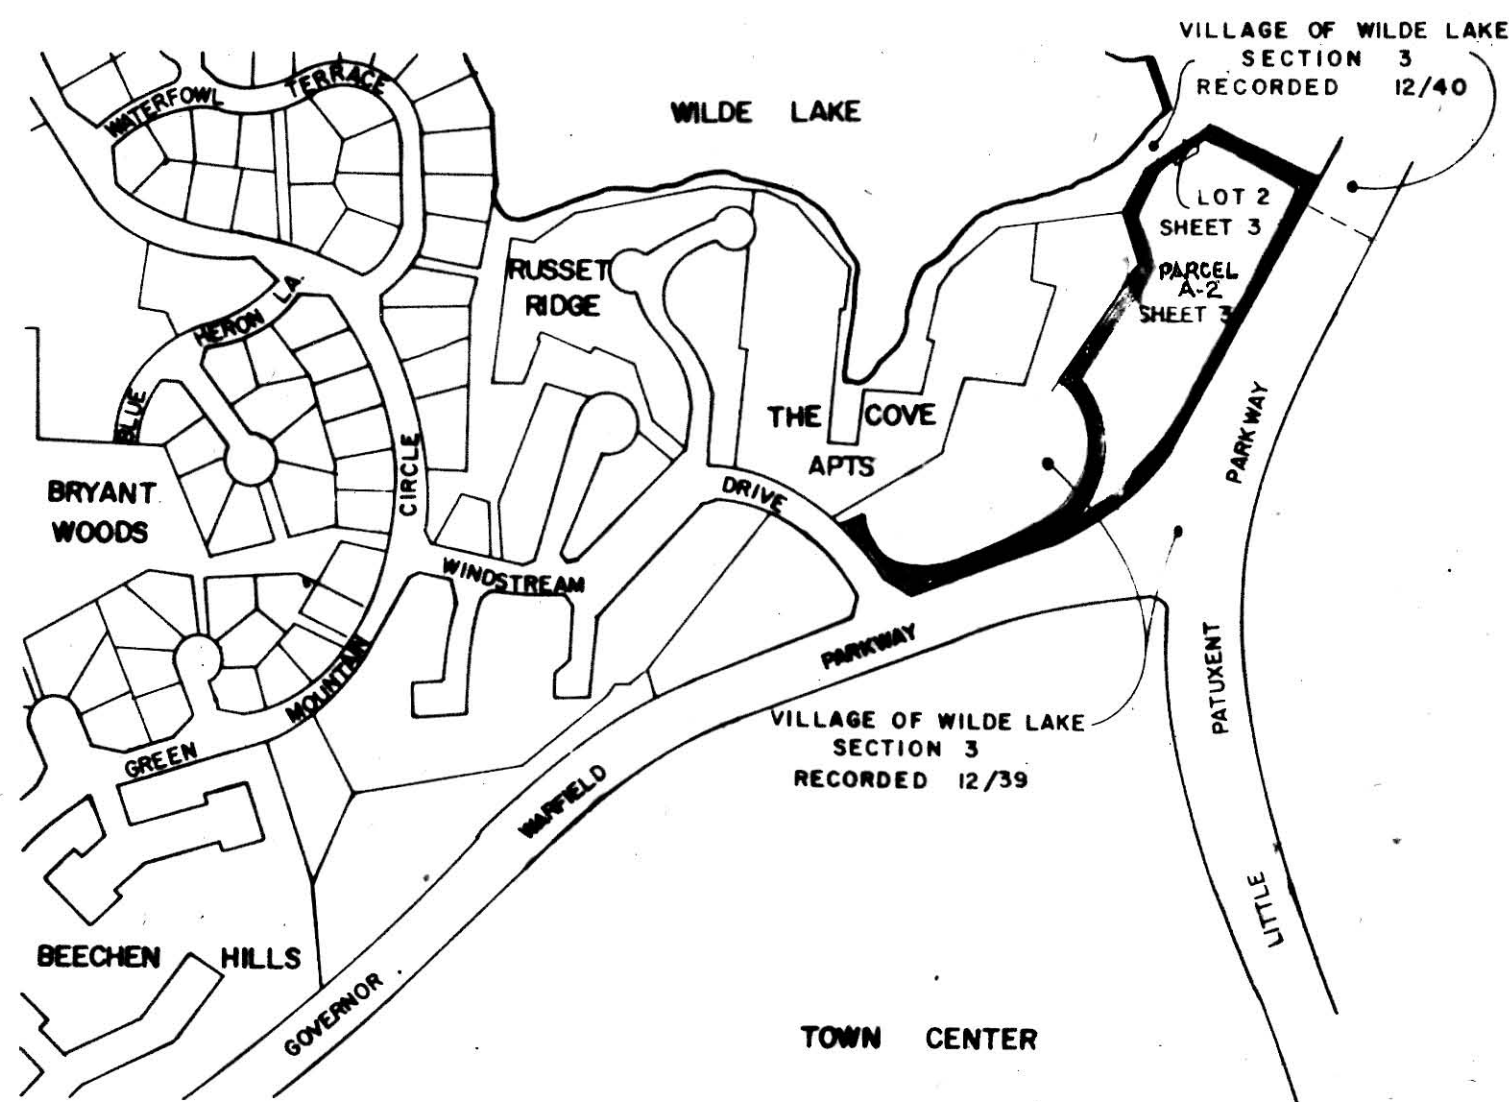 VILLAGE OF WILDE LAKE
SECTION 3
RECORDED 12/40
WATERFOWL TERRACE
WILDE LAKE
LOT 2
SHEET 3
PARCEL
A-2
SHEET 3
RUSSET
RIDGE
BLUE HERON LA.
THE COVE
APTS
BRYANT
WOODS
GREEN MOUNTAIN CIRCLE
WINDSTREAM DRIVE
LITTLE PATUXENT PARKWAY
GOVERNOR WARFIELD PARKWAY
VILLAGE OF WILDE LAKE
SECTION 3
RECORDED 12/39
BEECHEN HILLS
TOWN CENTER